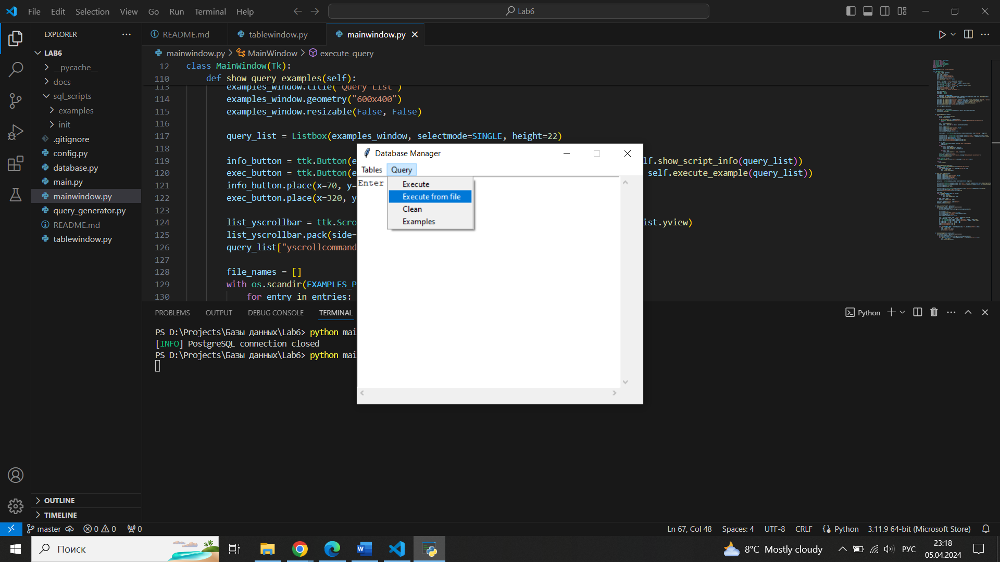 File Edit Selection View Go Run Terminal Help
Lab6
EXPLORER
LAB6
__pycache__
docs
sql_scripts
examples
init
.gitignore
config.py
database.py
main.py
mainwindow.py
query_generator.py
README.md
tablewindow.py
OUTLINE
TIMELINE
README.md tablewindow.py mainwindow.py
mainwindow.py > MainWindow > execute_query
12 class MainWindow(Tk):
110 def show_query_examples(self):
113 examples_window.title("Query List")
114 examples_window.geometry("600x400")
115 examples_window.resizable(False, False)
116
117 query_list = Listbox(examples_window, selectmode=SINGLE, height=22)
118
119 info_button = ttk.Button(e lf.show_script_info(query_list))
120 exec_button = ttk.Button(e self.execute_example(query_list))
121 info_button.place(x=70, y=
122 exec_button.place(x=320, y
123
124 list_yscrollbar = ttk.Scro ist.yview)
125 list_yscrollbar.pack(side=
126 query_list["yscrollcommand
127
128 file_names = []
129 with os.scandir(EXAMPLES_P
130 for entry in entries:
Database Manager
Tables Query
Enter
Execute
Execute from file
Clean
Examples
PROBLEMS OUTPUT DEBUG CONSOLE TERMINAL
Python
PS D:\Projects\Базы данных\Lab6> python mai
[INFO] PostgreSQL connection closed
PS D:\Projects\Базы данных\Lab6> python mai
master 0 0 0
Ln 67, Col 48 Spaces: 4 UTF-8 CRLF Python 3.11.9 64-bit (Microsoft Store)
Поиск
8°C Mostly cloudy
РУС
23:18
05.04.2024